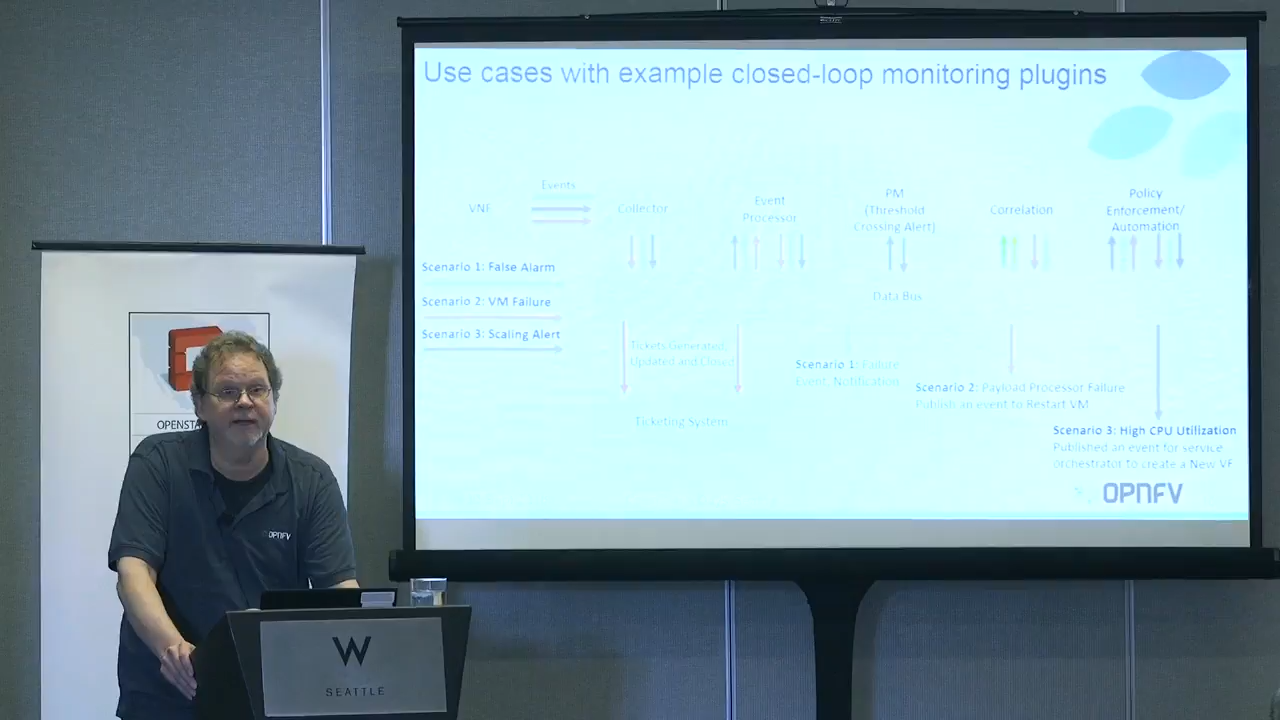 Use cases with example closed-loop monitoring plugins
Events
VNF
Collector
Event
Processor
PM
(Threshold
Crossing Alert)
Correlation
Policy
Enforcement/
Automation
Scenario 1: False Alarm
Scenario 2: VM Failure
Scenario 3: Scaling Alert
Data Bus
Tickets Generated,
Updated and Closed
Ticketing System
Scenario 1: Failure
Event, Notification
Scenario 2: Payload Processor Failure
Publish an event to Restart VM
Scenario 3: High CPU Utilization
Published an event for service
orchestrator to create a New VF
OPNFV
OPENSTA
OPNFV
W
SEATTLE